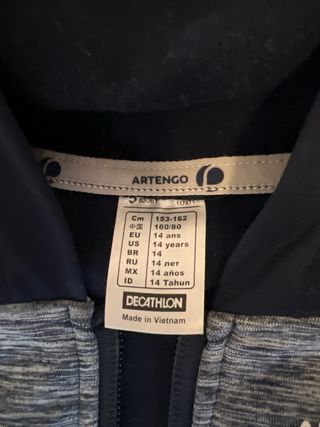 ARTENGO
Cm 153-162
中国 160/80
EU 14 ans
US 14 years
BR 14
RU 14 лет
MX 14 años
ID 14 Tahun
DECATHLON
Made in Vietnam